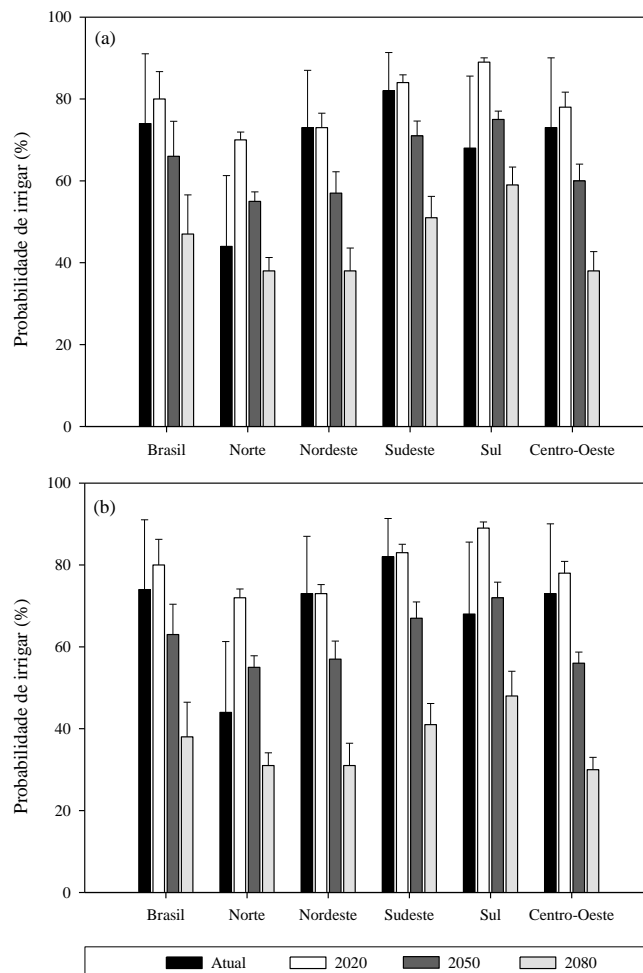 (a)
Probabilidade de irrigar (%)
100
80
60
40
20
0
Brasil Norte Nordeste Sudeste Sul Centro-Oeste
(b)
Probabilidade de irrigar (%)
100
80
60
40
20
0
Brasil Norte Nordeste Sudeste Sul Centro-Oeste
Atual 2020 2050 2080